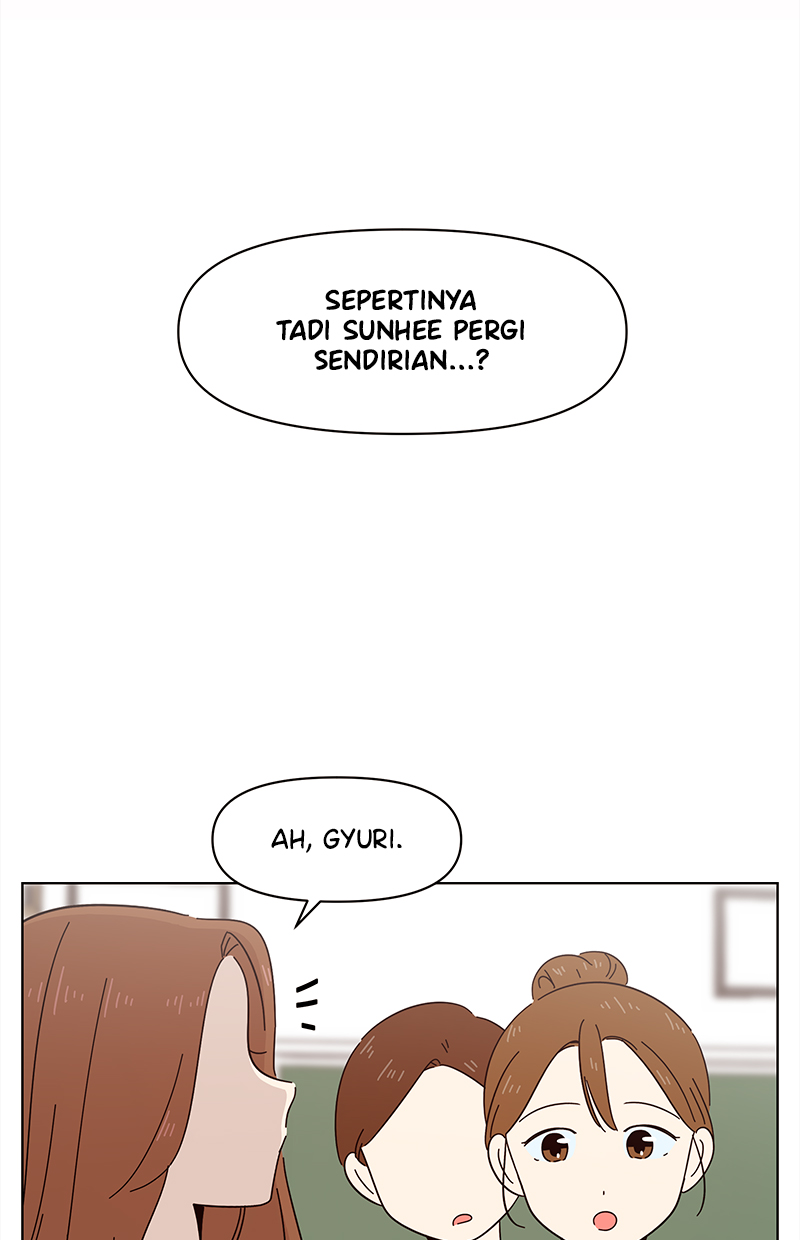 SEPERTINYA
TADI SUNHEE PERGI
SENDIRIAN...?
AH, GYURI.